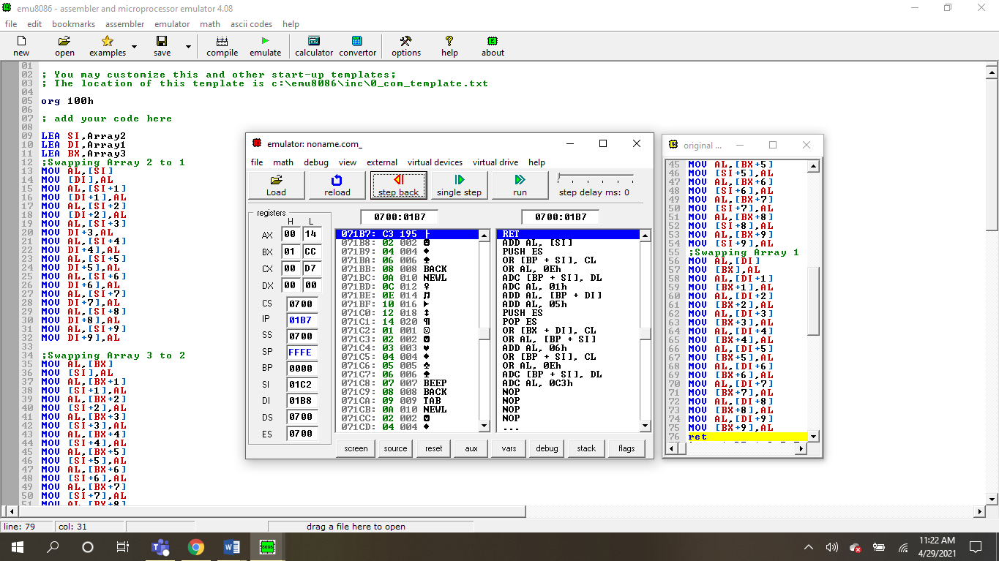 emu8086 - assembler and microprocessor emulator 4.08
file edit bookmarks assembler emulator math ascii codes help
new open examples save compile emulate calculator convertor options help about
01
02 ; You may customize this and other start-up templates;
03 ; The location of this template is c:\emu8086\inc\0_com_template.txt
04
05 org 100h
06
07 ; add your code here
08
09 LEA SI,Array2
10 LEA DI,Array1
11 LEA BX,Array3
12 ;Swapping Array 2 to 1
13 MOV AL,[SI]
14 MOV [DI],AL
15 MOV AL,[SI+1]
16 MOV [DI+1],AL
17 MOV AL,[SI+2]
18 MOV [DI+2],AL
19 MOV AL,[SI+3]
20 MOV DI+3,AL
21 MOV AL,[SI+4]
22 MOV DI+4],AL
23 MOV AL,[SI+5]
24 MOV DI+5],AL
25 MOV AL,[SI+6]
26 MOV DI+6],AL
27 MOV AL,[SI+7]
28 MOV DI+7],AL
29 MOV AL,[SI+8]
30 MOV DI+8],AL
31 MOV AL,[SI+9]
32 MOV DI+9],AL
33
34 ;Swapping Array 3 to 2
35 MOV AL,[BX]
36 MOV [SI],AL
37 MOV AL,[BX+1]
38 MOV [SI+1],AL
39 MOV AL,[BX+2]
40 MOV [SI+2],AL
41 MOV AL,[BX+3]
42 MOV [SI+3],AL
43 MOV AL,[BX+4]
44 MOV [SI+4],AL
45 MOV AL,[BX+5]
46 MOV [SI+5],AL
47 MOV AL,[BX+6]
48 MOV [SI+6],AL
49 MOV AL,[BX+7]
50 MOV [SI+7],AL
51 MOV AL,[BX+8]
emulator: noname.com_
file math debug view external virtual devices virtual drive help
Load reload step back single step run step delay ms: 0
registers
H L
AX 00 14
BX 01 CC
CX 00 D7
DX 00 00
CS 0700
IP 01B7
SS 0700
SP FFFE
BP 0000
SI 01C2
DI 01B8
DS 0700
ES 0700
0700:01B7 0700:01B7
071B7: C3 195 ├
071B8: 02 002 ☻
071B9: 04 004 ♦
071BA: 06 006 ♠
071BB: 08 008 BACK
071BC: 0A 010 NEWL
071BD: 0C 012 ♀
071BE: 0E 014 ♫
071BF: 10 016 ►
071C0: 12 018 ↕
071C1: 14 020 ¶
071C2: 01 001 ☺
071C3: 02 002 ☻
071C4: 03 003 ♥
071C5: 04 004 ♦
071C6: 05 005 ♣
071C7: 06 006 ♠
071C8: 07 007 BEEP
071C9: 08 008 BACK
071CA: 09 009 TAB
071CB: 0A 010 NEWL
071CC: 02 002 ☻
071CD: 04 004 ♦
RET
ADD AL, [SI]
PUSH ES
OR [BP + SI], CL
OR AL, 0Eh
ADC [BP + SI], DL
ADC AL, 01h
ADD AL, [BP + DI]
ADD AL, 05h
PUSH ES
POP ES
OR [BX + DI], CL
OR AL, [BP + SI]
ADD AL, 06h
OR [BP + SI], CL
OR AL, 0Eh
ADC [BP + SI], DL
ADC AL, 0C3h
NOP
NOP
NOP
NOP
...
screen source reset aux vars debug stack flags
original ...
45 MOV AL,[BX+5]
46 MOV [SI+5],AL
47 MOV AL,[BX+6]
48 MOV [SI+6],AL
49 MOV AL,[BX+7]
50 MOV [SI+7],AL
51 MOV AL,[BX+8]
52 MOV [SI+8],AL
53 MOV AL,[BX+9]
54 MOV [SI+9],AL
55 ;Swapping Array 1
56 MOV AL,[DI]
57 MOV [BX],AL
58 MOV AL,[DI+1]
59 MOV [BX+1],AL
60 MOV AL,[DI+2]
61 MOV [BX+2],AL
62 MOV AL,[DI+3]
63 MOV [BX+3],AL
64 MOV AL,[DI+4]
65 MOV [BX+4],AL
66 MOV AL,[DI+5]
67 MOV [BX+5],AL
68 MOV AL,[DI+6]
69 MOV [BX+6],AL
70 MOV AL,[DI+7]
71 MOV [BX+7],AL
72 MOV AL,[DI+8]
73 MOV [BX+8],AL
74 MOV AL,[DI+9]
75 MOV [BX+9],AL
76 ret
line: 79 col: 31 drag a file here to open
11:22 AM
4/29/2021